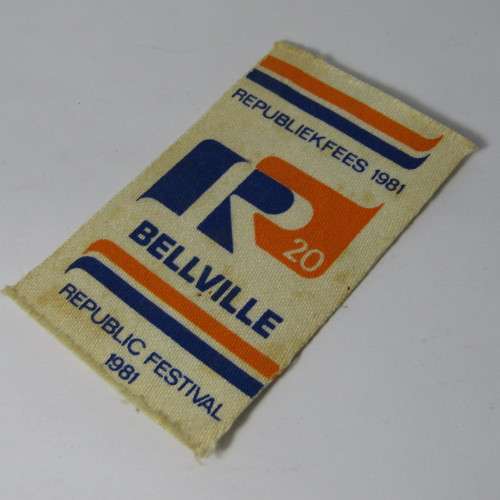 REPUBLIEKFEES 1981
R
20
BELLVILLE
REPUBLIC FESTIVAL
1981